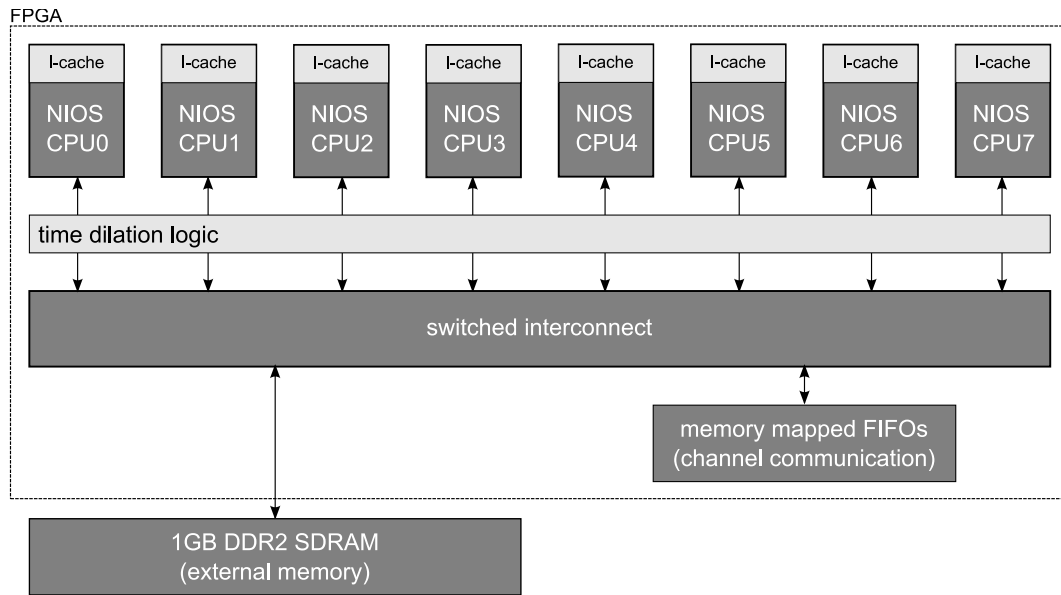 FPGA
I-cache
I-cache
I-cache
I-cache
I-cache
I-cache
I-cache
I-cache
NIOS
CPU0
NIOS
CPU1
NIOS
CPU2
NIOS
CPU3
NIOS
CPU4
NIOS
CPU5
NIOS
CPU6
NIOS
CPU7
time dilation logic
switched interconnect
memory mapped FIFOs
(channel communication)
1GB DDR2 SDRAM
(external memory)